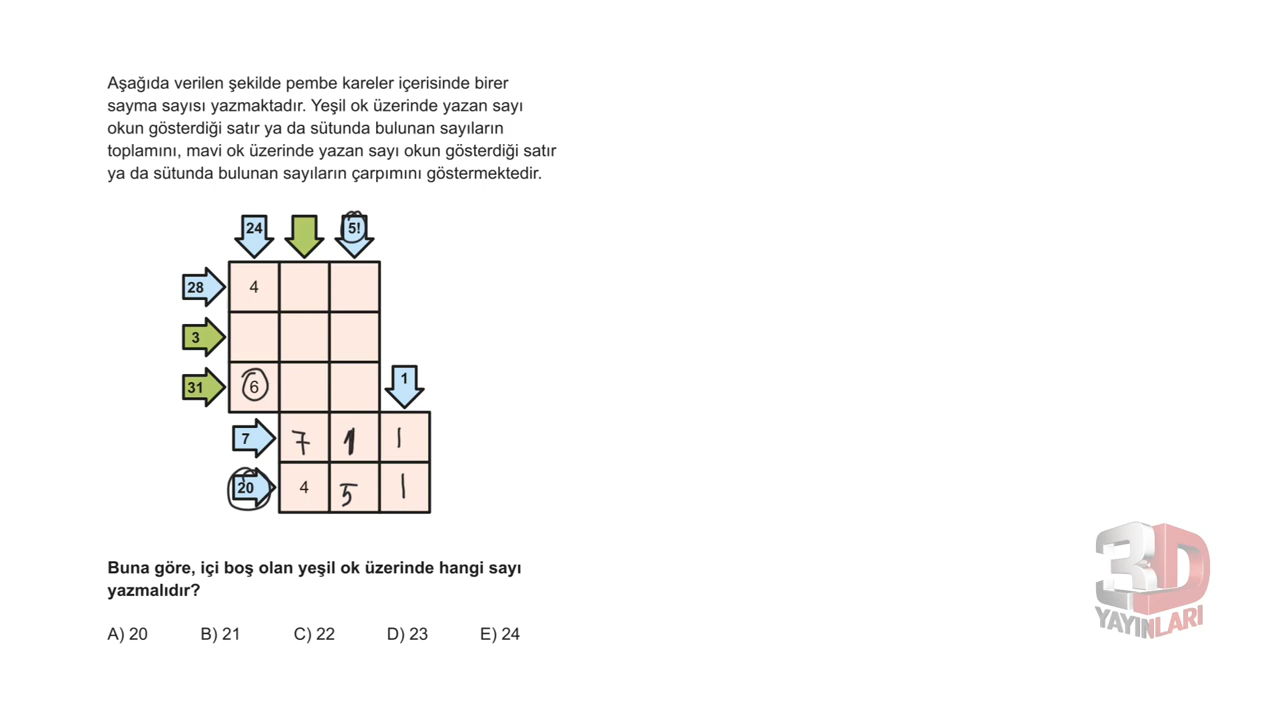 Aşağıda verilen şekilde pembe kareler içerisinde birer
sayma sayısı yazmaktadır. Yeşil ok üzerinde yazan sayı
okun gösterdiği satır ya da sütunda bulunan sayıların
toplamını, mavi ok üzerinde yazan sayı okun gösterdiği satır
ya da sütunda bulunan sayıların çarpımını göstermektedir.
24 5!
28 4
3
31 6 1
7 7 1 1
20 4 5 1
Buna göre, içi boş olan yeşil ok üzerinde hangi sayı
yazmalıdır?
A) 20 B) 21 C) 22 D) 23 E) 24
3D
YAYINLARI